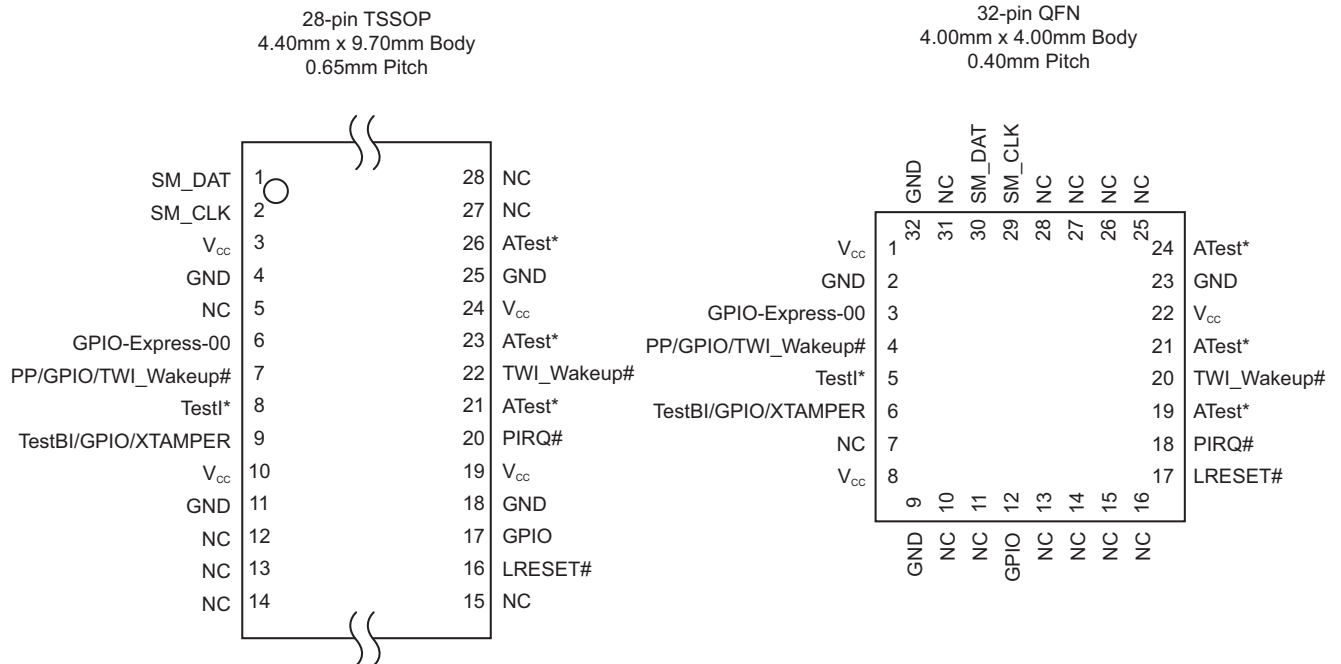 28-pin TSSOP
4.40mm x 9.70mm Body
0.65mm Pitch
SM_DAT 1
SM_CLK 2
Vcc 3
GND 4
NC 5
GPIO-Express-00 6
PP/GPIO/TWI_Wakeup# 7
TestI* 8
TestBI/GPIO/XTAMPER 9
Vcc 10
GND 11
NC 12
NC 13
NC 14
28 NC
27 NC
26 ATest*
25 GND
24 Vcc
23 ATest*
22 TWI_Wakeup#
21 ATest*
20 PIRQ#
19 Vcc
18 GND
17 GPIO
16 LRESET#
15 NC
32-pin QFN
4.00mm x 4.00mm Body
0.40mm Pitch
GND 32
NC 31
SM_DAT 30
SM_CLK 29
NC 28
NC 27
NC 26
NC 25
Vcc 1
GND 2
GPIO-Express-00 3
PP/GPIO/TWI_Wakeup# 4
TestI* 5
TestBI/GPIO/XTAMPER 6
NC 7
Vcc 8
24 ATest*
23 GND
22 Vcc
21 ATest*
20 TWI_Wakeup#
19 ATest*
18 PIRQ#
17 LRESET#
GND 9
NC 10
NC 11
GPIO 12
NC 13
NC 14
NC 15
NC 16